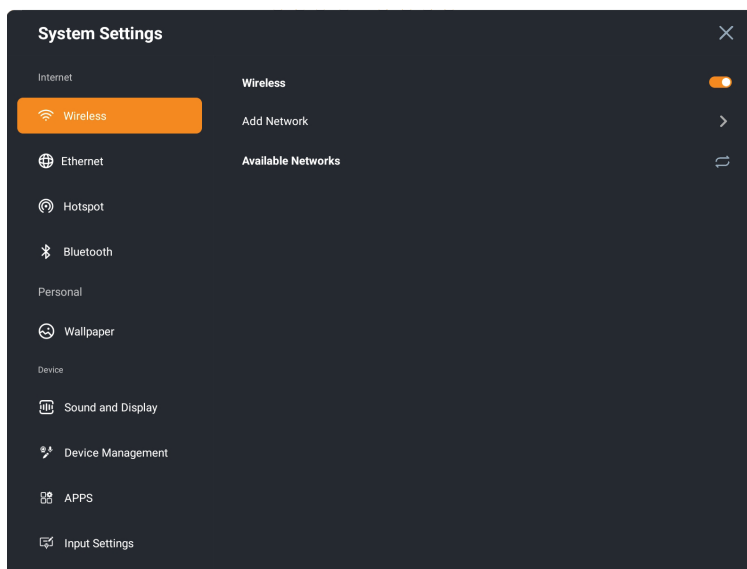 System Settings
Internet
Wireless
Ethernet
Hotspot
Bluetooth
Personal
Wallpaper
Device
Sound and Display
Device Management
APPS
Input Settings
Wireless
Add Network
Available Networks